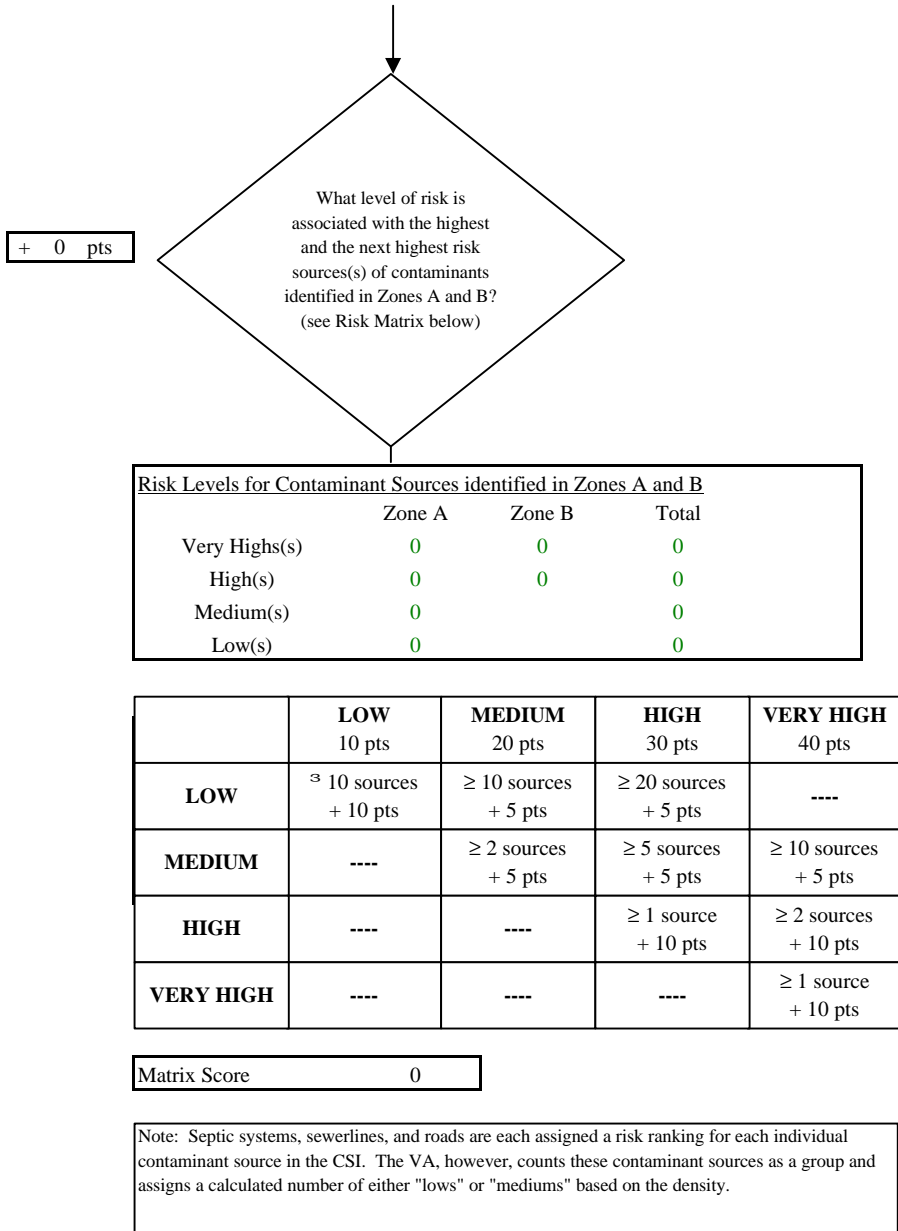 What level of risk is
associated with the highest
and the next highest risk
sources(s) of contaminants
identified in Zones A and B?
(see Risk Matrix below)
+ 0 pts
Risk Levels for Contaminant Sources identified in Zones A and B
Zone A Zone B Total
Very Highs(s) 0 0 0
High(s) 0 0 0
Medium(s) 0 0
Low(s) 0 0
LOW MEDIUM HIGH VERY HIGH
10 pts 20 pts 30 pts 40 pts
LOW ³ 10 sources ≥ 10 sources ≥ 20 sources ----
+ 10 pts + 5 pts + 5 pts
MEDIUM ---- ≥ 2 sources ≥ 5 sources ≥ 10 sources
+ 5 pts + 5 pts + 5 pts
HIGH ---- ---- ≥ 1 source ≥ 2 sources
+ 10 pts + 10 pts
VERY HIGH ---- ---- ---- ≥ 1 source
+ 10 pts
Matrix Score 0
Note: Septic systems, sewerlines, and roads are each assigned a risk ranking for each individual
contaminant source in the CSI. The VA, however, counts these contaminant sources as a group and
assigns a calculated number of either "lows" or "mediums" based on the density.